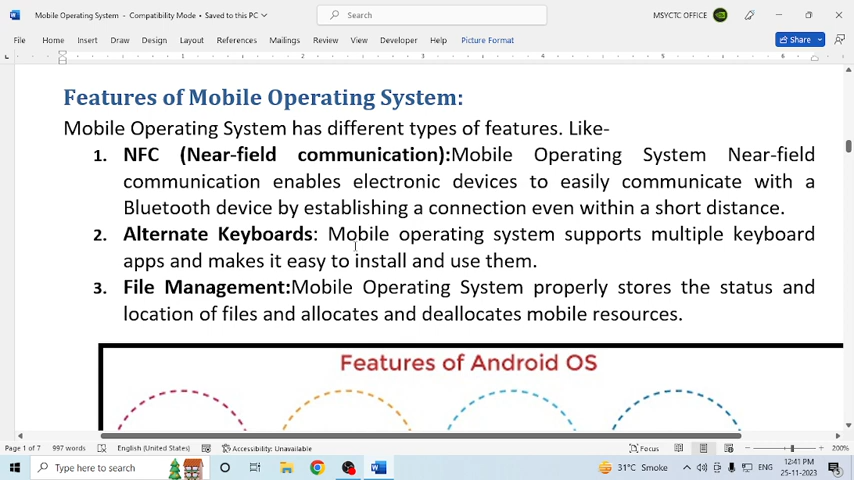 Mobile Operating System - Compatibility Mode • Saved to this PC
Search
MSYCTC OFFICE
File Home Insert Draw Design Layout References Mailings Review View Developer Help Picture Format
Share
1 2 3 4 5 6
Features of Mobile Operating System:
Mobile Operating System has different types of features. Like-
1. NFC (Near-field communication):Mobile Operating System Near-field
communication enables electronic devices to easily communicate with a
Bluetooth device by establishing a connection even within a short distance.
2. Alternate Keyboards: Mobile operating system supports multiple keyboard
apps and makes it easy to install and use them.
3. File Management:Mobile Operating System properly stores the status and
location of files and allocates and deallocates mobile resources.
Features of Android OS
Page 1 of 7 997 words English (United States) Accessibility: Unavailable Focus 200%
Type here to search 31°C Smoke ENG 12:41 PM
25-11-2023